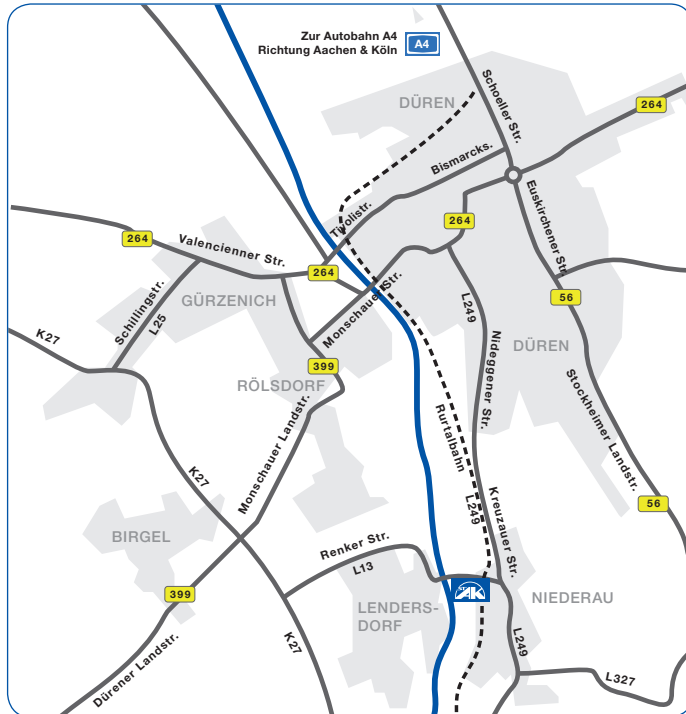 Zur Autobahn A4
Richtung Aachen & Köln
A4
Schoeller Str.
DÜREN
264
Bismarcks.
Euskirchener Str.
Tivolistr.
264
264
Valencienner Str.
264
56
Schillingstr.
L25
GÜRZENICH
Monschauer Str.
L249
K27
DÜREN
Nideggener Str.
399
RÖLSDORF
Stockheimer Landstr.
Monschauer Landstr.
Rurtalbahn
K27
L249
Kreuzauer Str.
56
BIRGEL
Renker Str.
L13
399
AK
LENDERS-
DORF
NIEDERAU
K27
L249
Dürener Landstr.
L327